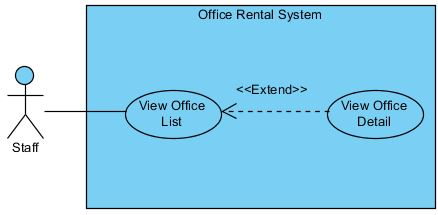 Office Rental System
<<Extend>>
View Office
List
View Office
Detail
Staff